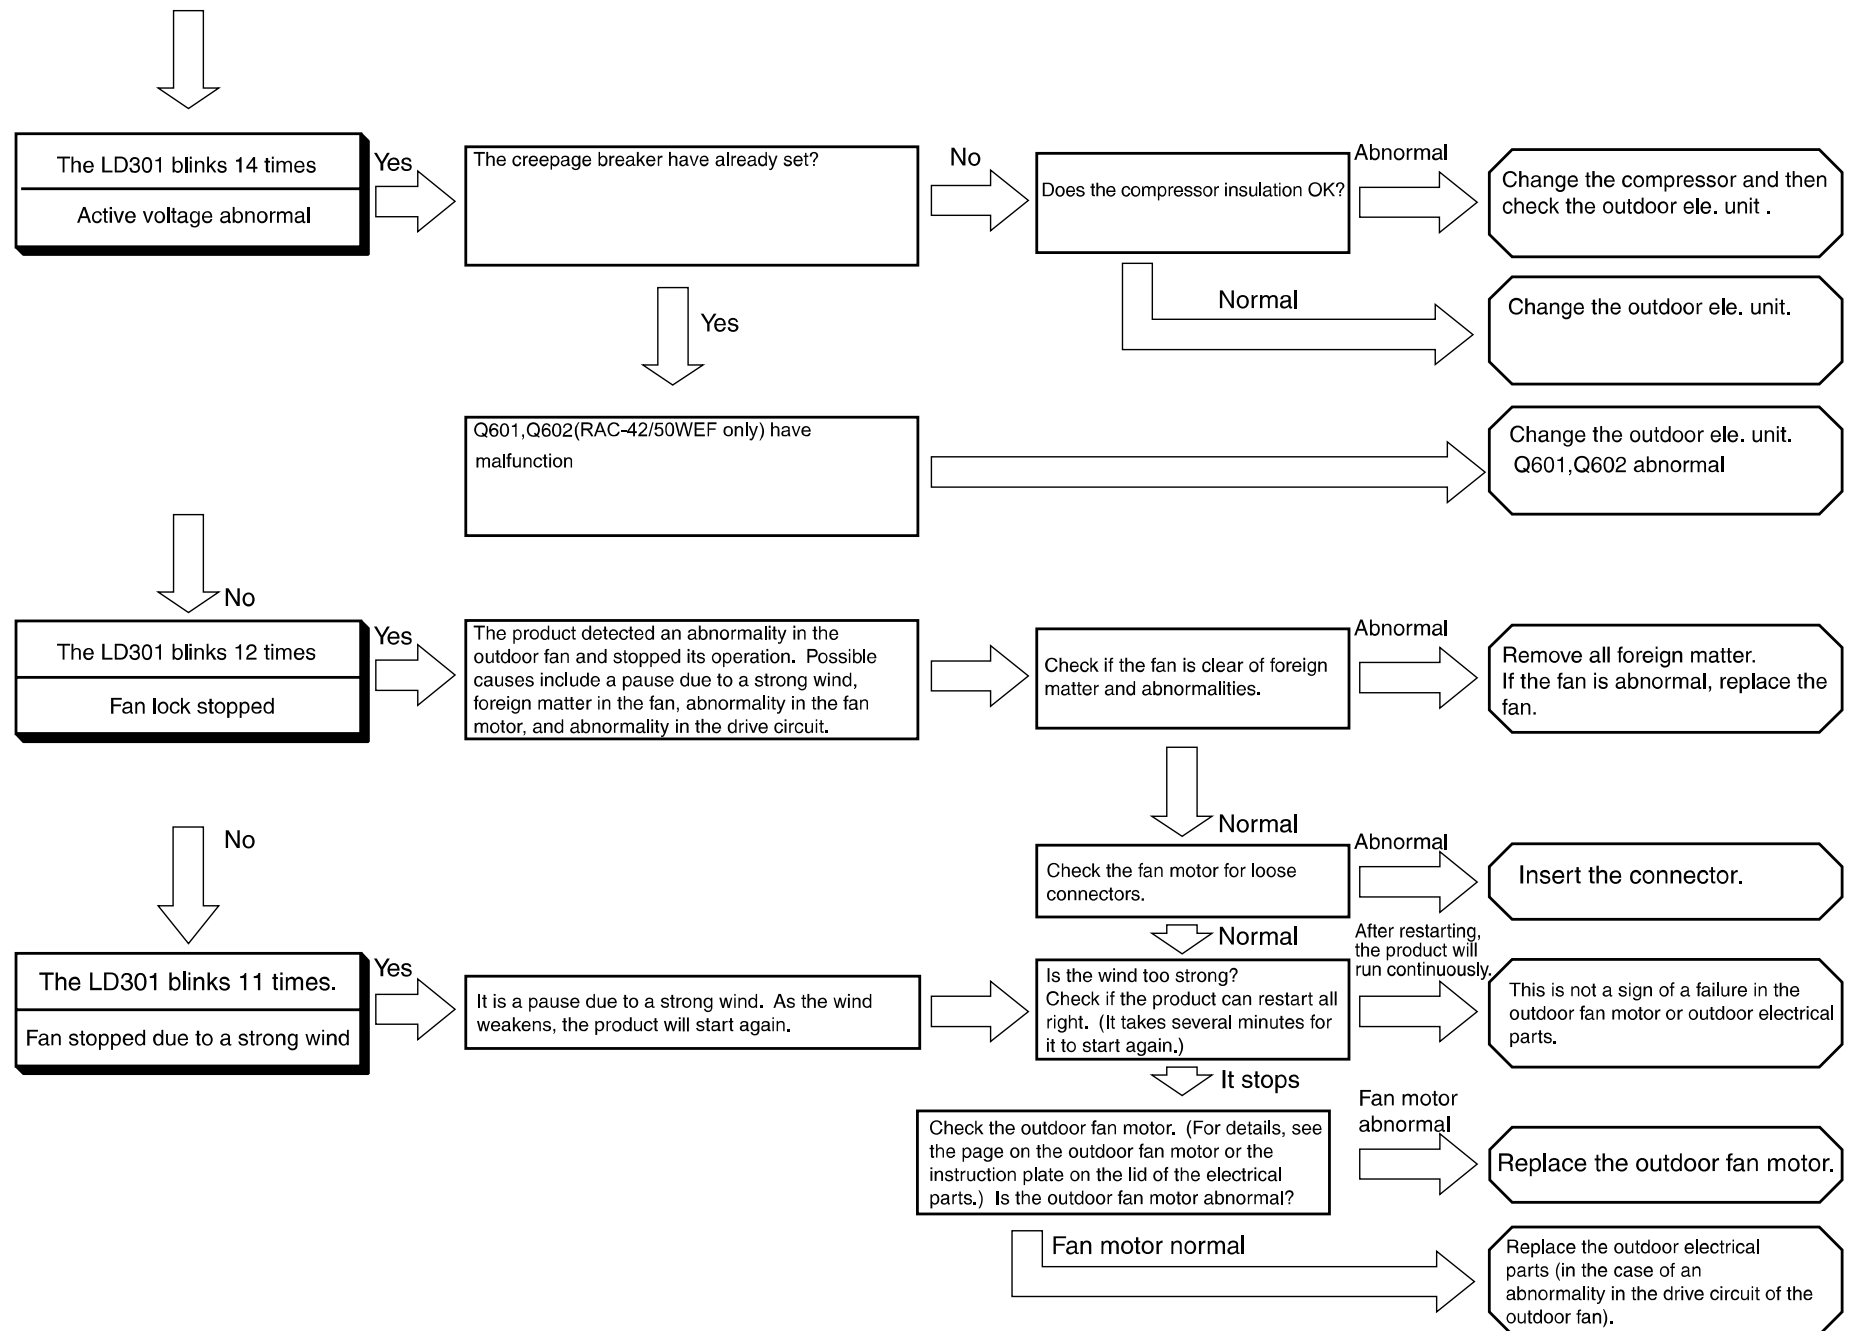 The LD301 blinks 14 times
Active voltage abnormal
Yes
The creepage breaker have already set?
No
Does the compressor insulation OK?
Abnormal
Change the compressor and then
check the outdoor ele. unit .
Normal
Change the outdoor ele. unit.
Yes
Q601,Q602(RAC-42/50WEF only) have
malfunction
Change the outdoor ele. unit.
Q601,Q602 abnormal
No
The LD301 blinks 12 times
Fan lock stopped
Yes
The product detected an abnormality in the
outdoor fan and stopped its operation. Possible
causes include a pause due to a strong wind,
foreign matter in the fan, abnormality in the fan
motor, and abnormality in the drive circuit.
Check if the fan is clear of foreign
matter and abnormalities.
Abnormal
Remove all foreign matter.
If the fan is abnormal, replace the
fan.
Normal
Check the fan motor for loose
connectors.
Abnormal
Insert the connector.
No
Normal
The LD301 blinks 11 times.
Fan stopped due to a strong wind
Yes
It is a pause due to a strong wind. As the wind
weakens, the product will start again.
Is the wind too strong?
Check if the product can restart all
right. (It takes several minutes for
it to start again.)
After restarting,
the product will
run continuously.
This is not a sign of a failure in the
outdoor fan motor or outdoor electrical
parts.
It stops
Check the outdoor fan motor. (For details, see
the page on the outdoor fan motor or the
instruction plate on the lid of the electrical
parts.) Is the outdoor fan motor abnormal?
Fan motor
abnormal
Replace the outdoor fan motor.
Fan motor normal
Replace the outdoor electrical
parts (in the case of an
abnormality in the drive circuit of the
outdoor fan).